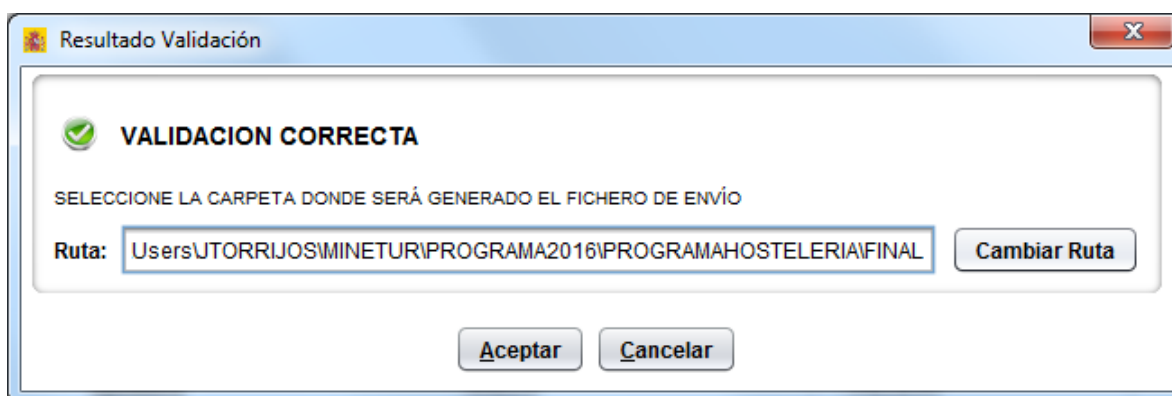 Resultado Validación
VALIDACION CORRECTA
SELECCIONE LA CARPETA DONDE SERÁ GENERADO EL FICHERO DE ENVÍO
Ruta: Users\JTORRIJOS\MINETUR\PROGRAMA2016\PROGRAMAHOSTELERIA\FINAL Cambiar Ruta
Aceptar Cancelar